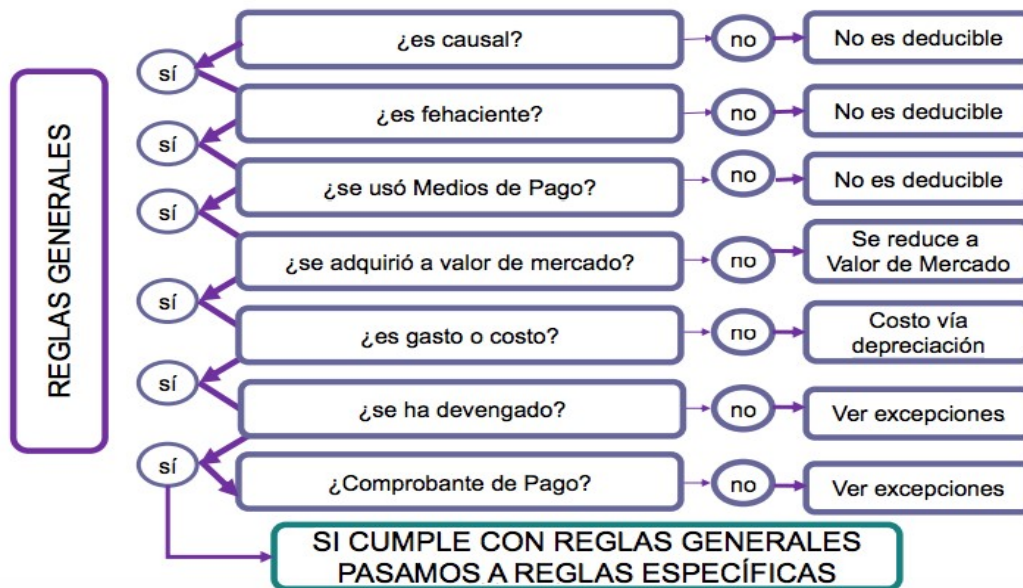 REGLAS GENERALES
¿es causal?
no
No es deducible
sí
¿es fehaciente?
no
No es deducible
sí
¿se usó Medios de Pago?
no
No es deducible
sí
¿se adquirió a valor de mercado?
no
Se reduce a
Valor de Mercado
sí
¿es gasto o costo?
no
Costo vía
depreciación
sí
¿se ha devengado?
no
Ver excepciones
sí
¿Comprobante de Pago?
no
Ver excepciones
SI CUMPLE CON REGLAS GENERALES
PASAMOS A REGLAS ESPECÍFICAS